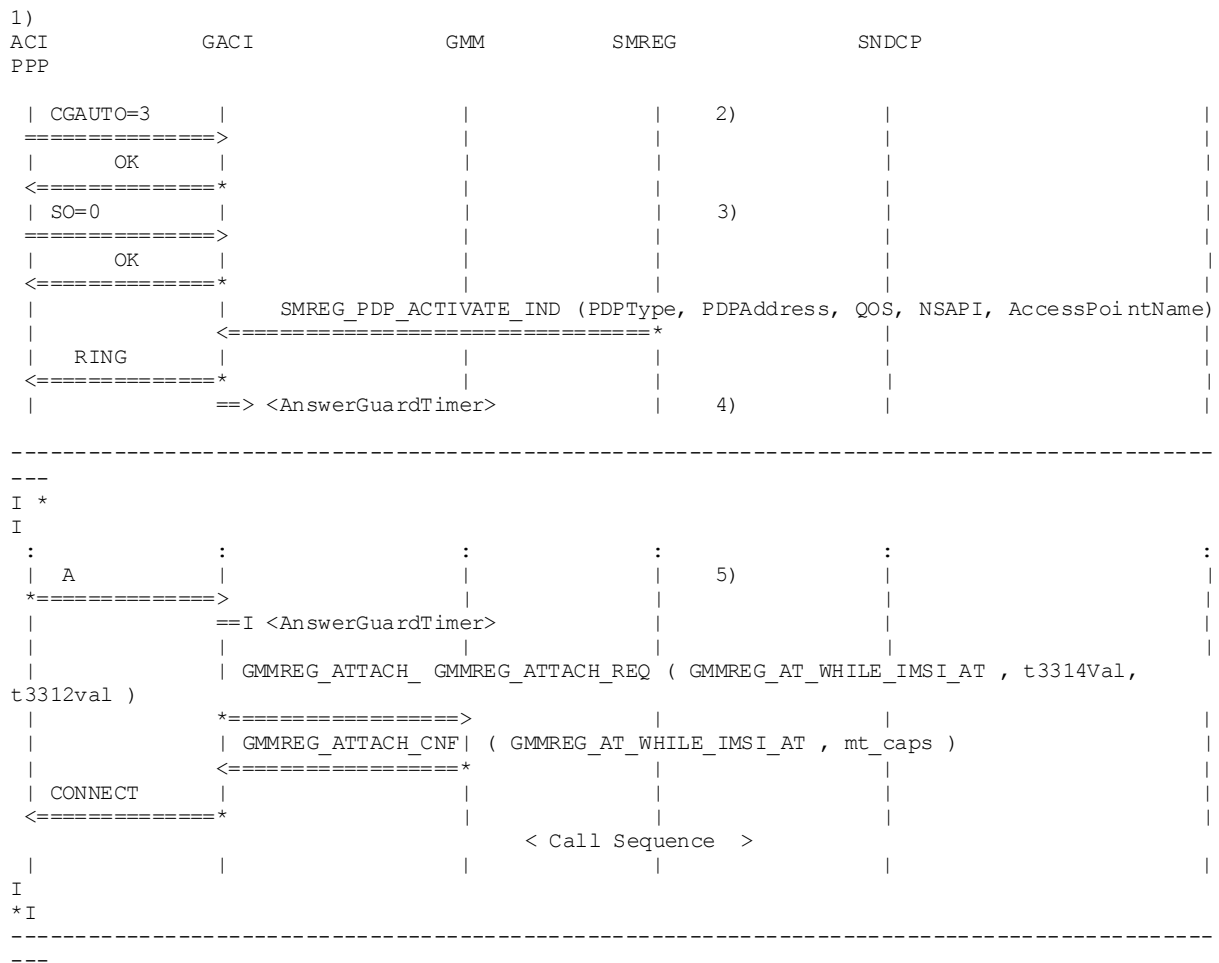 1)
ACI             GACI                   GMM            SMREG                  SNDCP
PPP
 | CGAUTO=3     |                   |              |    2)            |                        |
 ===============>                   |              |                 |                        |
 |      OK      |                   |              |                 |                        |
 <==============*                   |              |                 |                        |
 | SO=0         |                   |              |    3)            |                        |
 ===============>                   |              |                 |                        |
 |      OK      |                   |              |                 |                        |
 <==============*                   |              |                 |                        |
 |              |    SMREG_PDP_ACTIVATE_IND (PDPType, PDPAddress, QOS, NSAPI, AccessPointName)
 |              <=================================*                 |                        |
 |   RING       |                   |              |                 |                        |
 <==============*                   |              |                 |                        |
 |              ==> <AnswerGuardTimer>             |    4)            |                        |
----------------------------------------------------------------------------------------------
---
I *
I
 :              :                   :              :                 :                        :
 |  A           |                   |              |    5)            |                        |
 *==============>                   |              |                 |                        |
 |              ==I <AnswerGuardTimer>             |                 |                        |
 |              |                   |              |                 |                        |
 |              | GMMREG_ATTACH_ GMMREG_ATTACH_REQ ( GMMREG_AT_WHILE_IMSI_AT , t3314Val,
t3312val )
 |              *==================>              |                 |                        |
 |              | GMMREG_ATTACH_CNF| ( GMMREG_AT_WHILE_IMSI_AT , mt_caps )                    |
 |              <==================*              |                 |                        |
 | CONNECT      |                   |              |                 |                        |
 <==============*                   |              |                 |                        |
                                        < Call Sequence  >
 |              |                   |              |                 |                        |
I
*I
----------------------------------------------------------------------------------------------
---